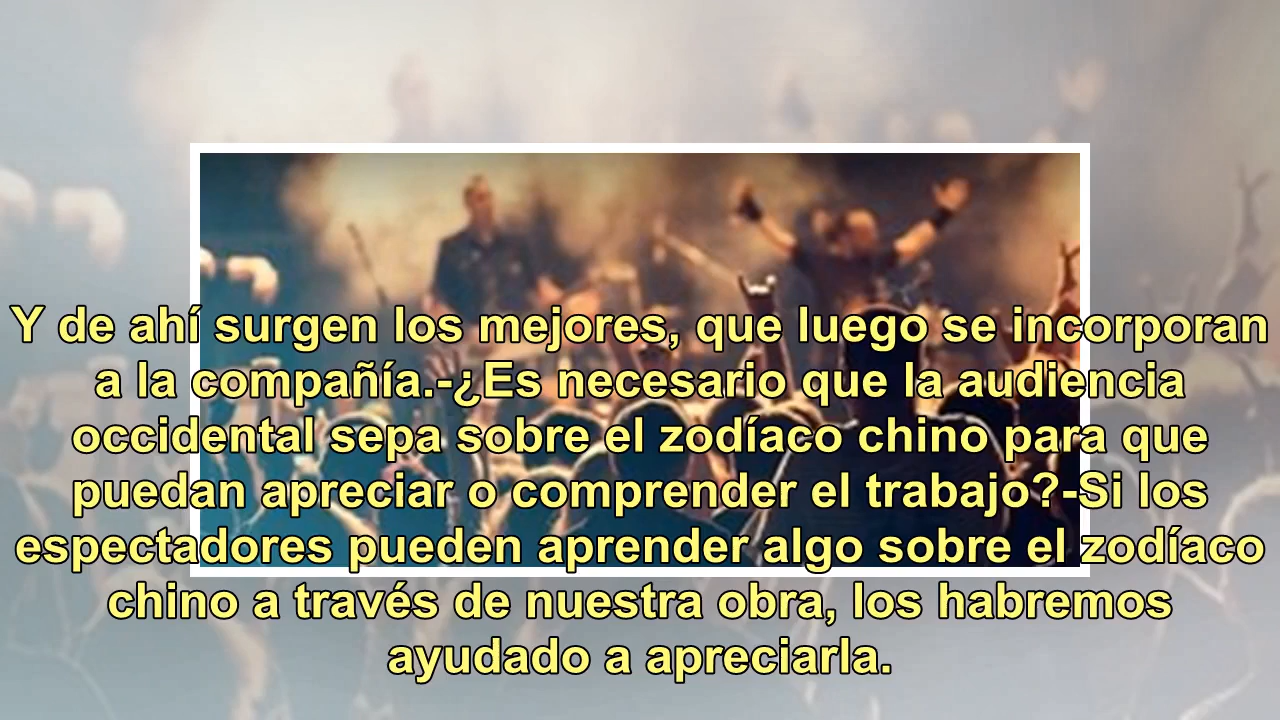 Y de ahí surgen los mejores, que luego se incorporan
a la compañía.-¿Es necesario que la audiencia
occidental sepa sobre el zodíaco chino para que
puedan apreciar o comprender el trabajo?-Si los
espectadores pueden aprender algo sobre el zodíaco
chino a través de nuestra obra, los habremos
ayudado a apreciarla.